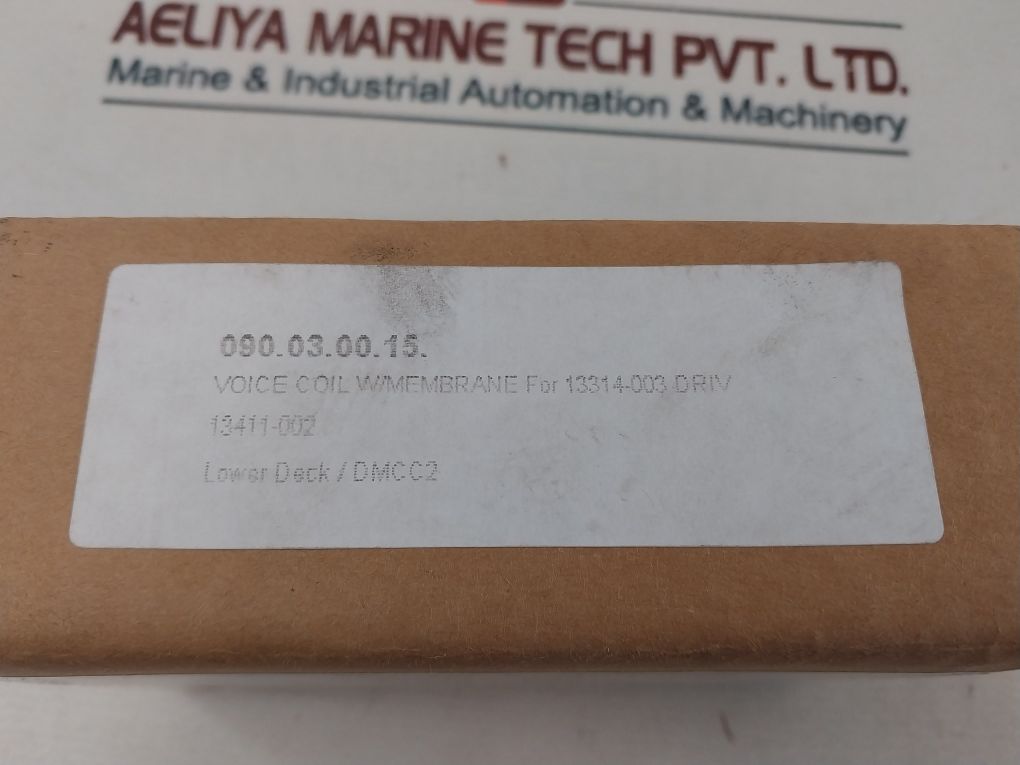 AELIYA MARINE TECH PVT. LTD.
Marine & Industrial Automation & Machinery
090.03.00.15.
VOICE COIL W/MEMBRANE For 13314-003 DRIV
13411-002
Lower Deck / DMCC2